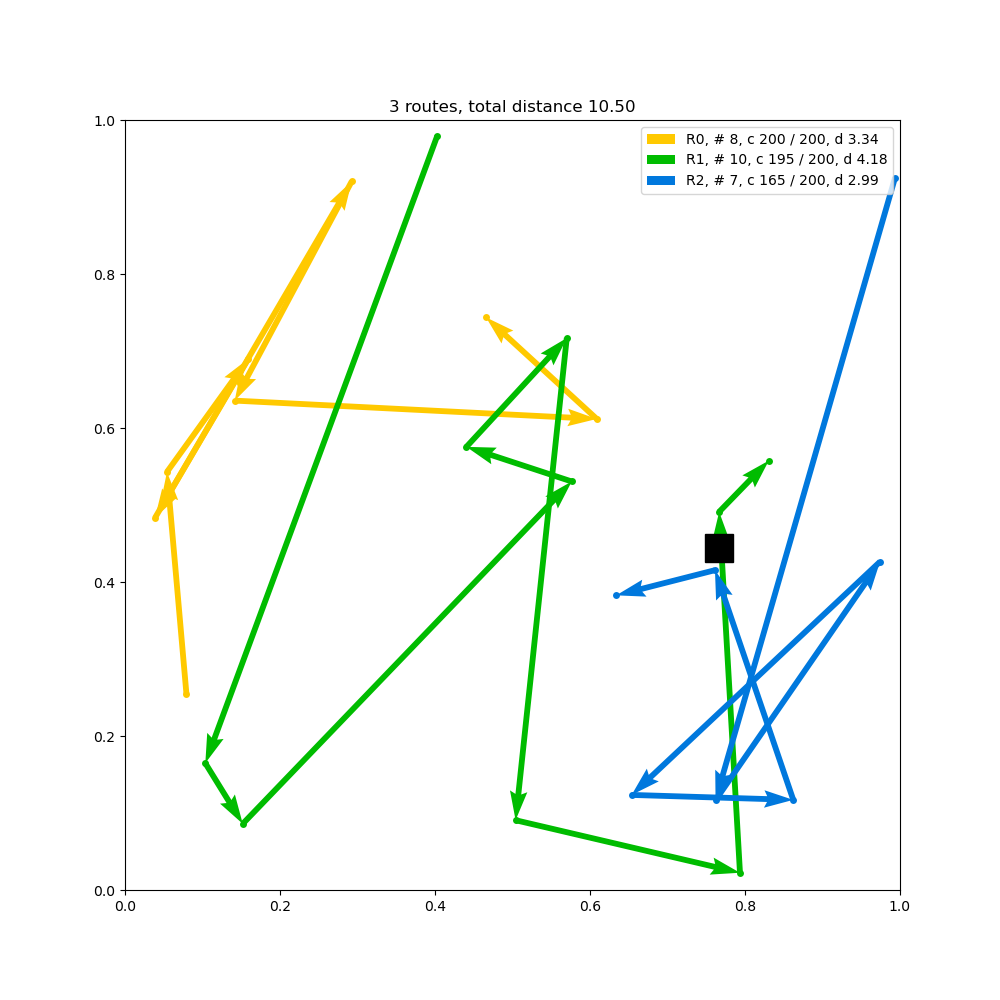 3 routes, total distance 10.50
R0, # 8, c 200 / 200, d 3.34
R1, # 10, c 195 / 200, d 4.18
R2, # 7, c 165 / 200, d 2.99
1.0
0.8
0.6
0.4
0.2
0.0
0.0 0.2 0.4 0.6 0.8 1.0